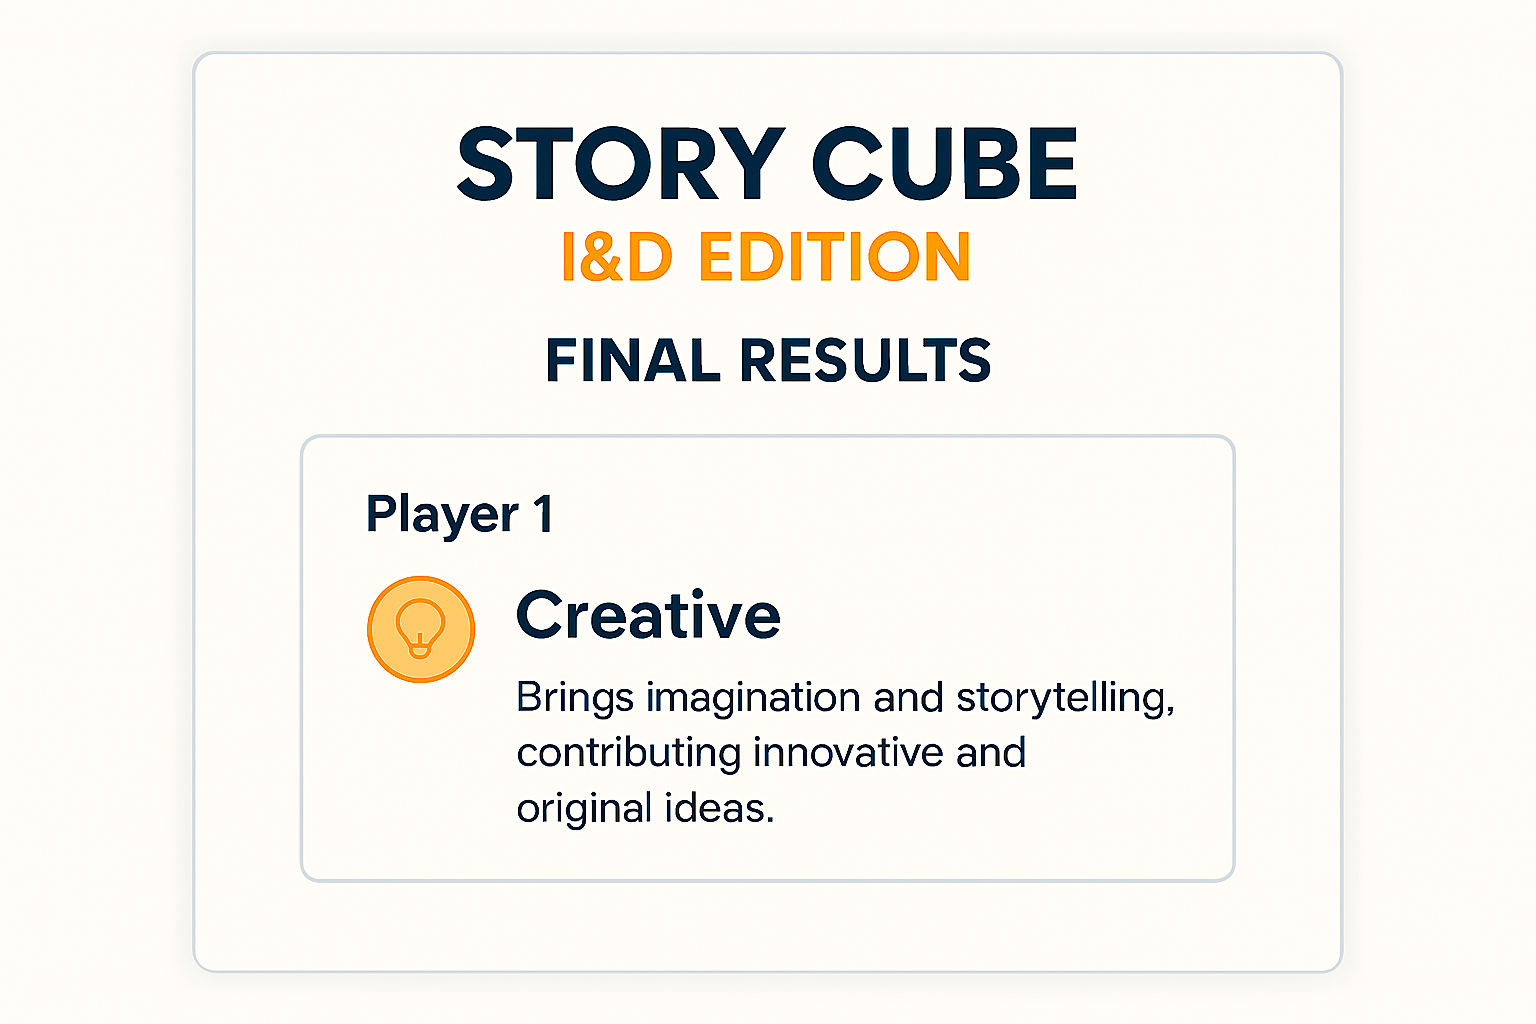 STORY CUBE
I&D EDITION
FINAL RESULTS
Player 1
Creative
Brings imagination and storytelling,
contributing innovative and
original ideas.